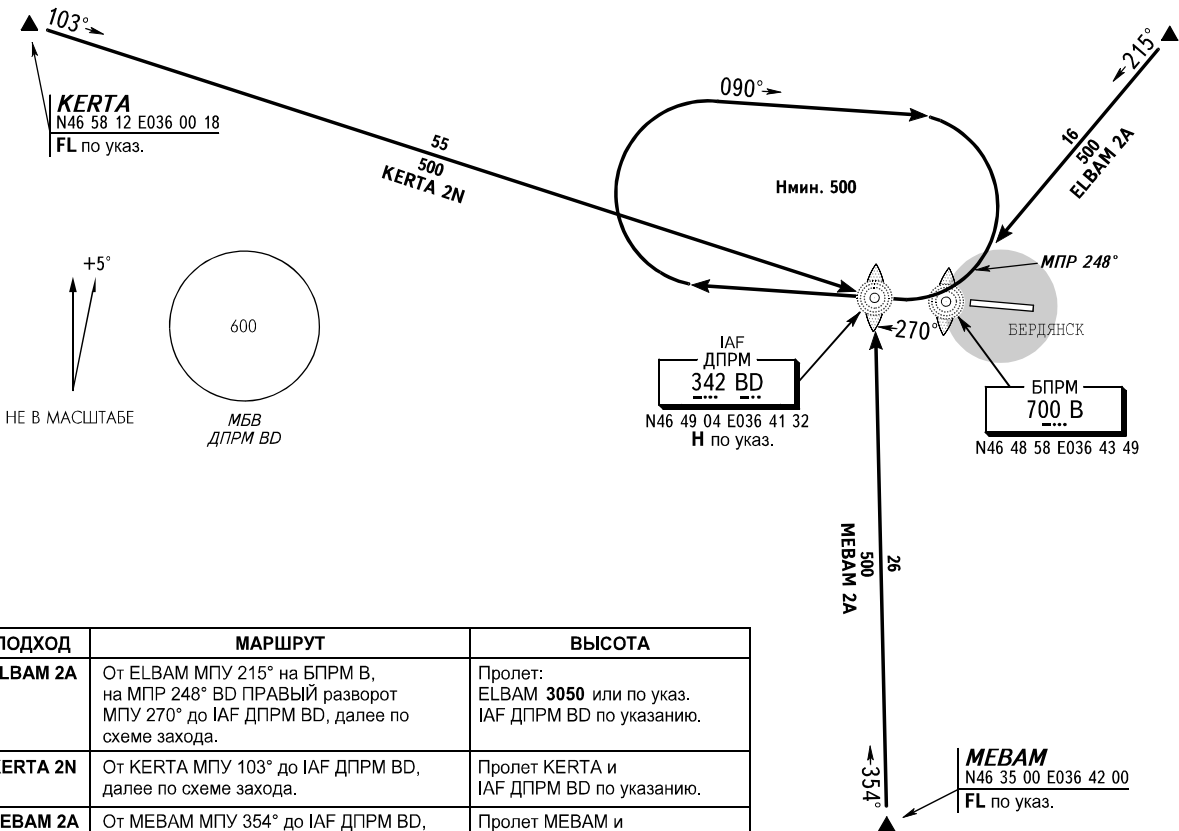 103°
215°
KERTA
N46 58 12 E036 00 18
FL по указ.
55
500
KERTA 2N
090°
Нмин. 500
16
500
ELBAM 2A
МПР 248°
+5°
НЕ В МАСШТАБЕ
600
МБВ
ДПРМ BD
270°
БЕРДЯНСК
IAF
ДПРМ
342 BD
N46 49 04 E036 41 32
Н по указ.
БПРМ
700 В
N46 48 58 E036 43 49
MEBAM 2A
500
26
354°
MEBAM
N46 35 00 E036 42 00
FL по указ.
ПОДХОД МАРШРУТ ВЫСОТА
LBAM 2A От ELBAM МПУ 215° на БПРМ В, Пролет:
на МПР 248° BD ПРАВЫЙ разворот ELBAM 3050 или по указ.
МПУ 270° до IAF ДПРМ BD, далее по IAF ДПРМ BD по указанию.
схеме захода.
KERTA 2N От KERTA МПУ 103° до IAF ДПРМ BD, Пролет KERTA и
далее по схеме захода. IAF ДПРМ BD по указанию.
EBAM 2A От MEBAM МПУ 354° до IAF ДПРМ BD, Пролет MEBAM и